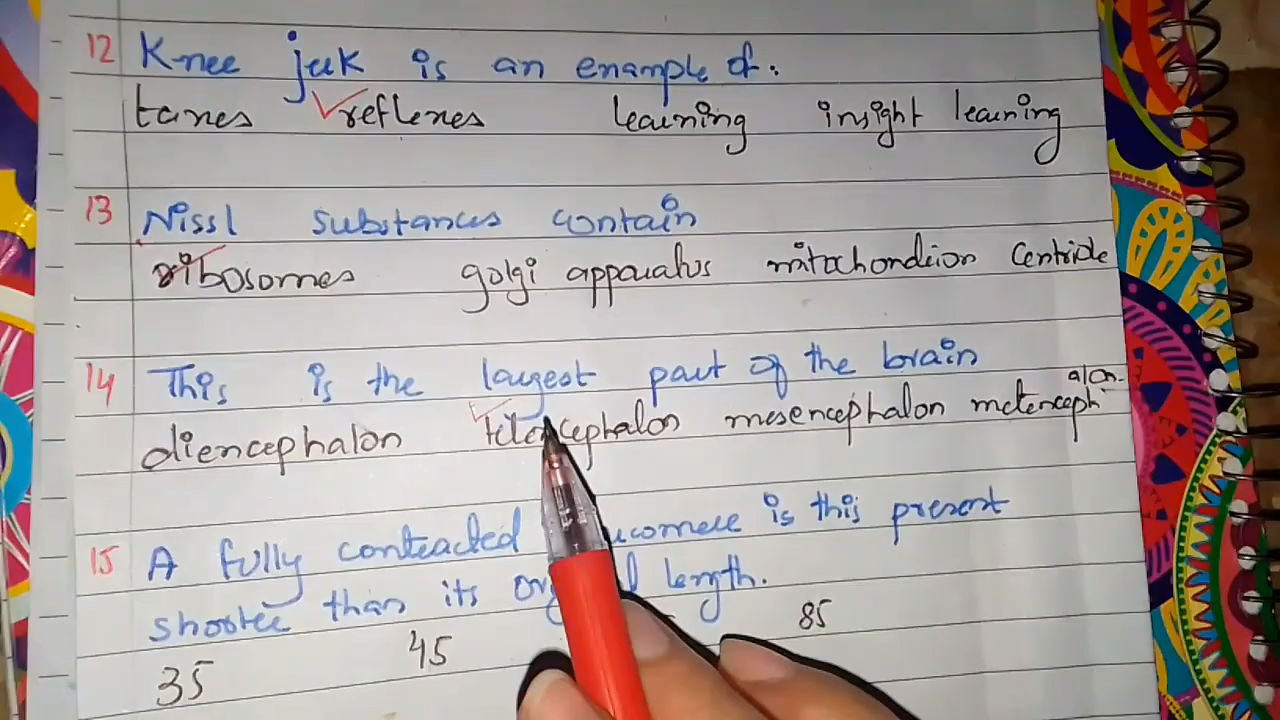 12 Knee jerk is an example of.
taxes reflexes learning insight learning
13 Nissl substances contain
ribosomes golgi apparatus mitochondrion Centriole
14 This is the largest part of the brain
diencephalon telencephalon mesencephalon metencephalon.
15 A fully contracted is this present
shorter than its length.
35 45 85